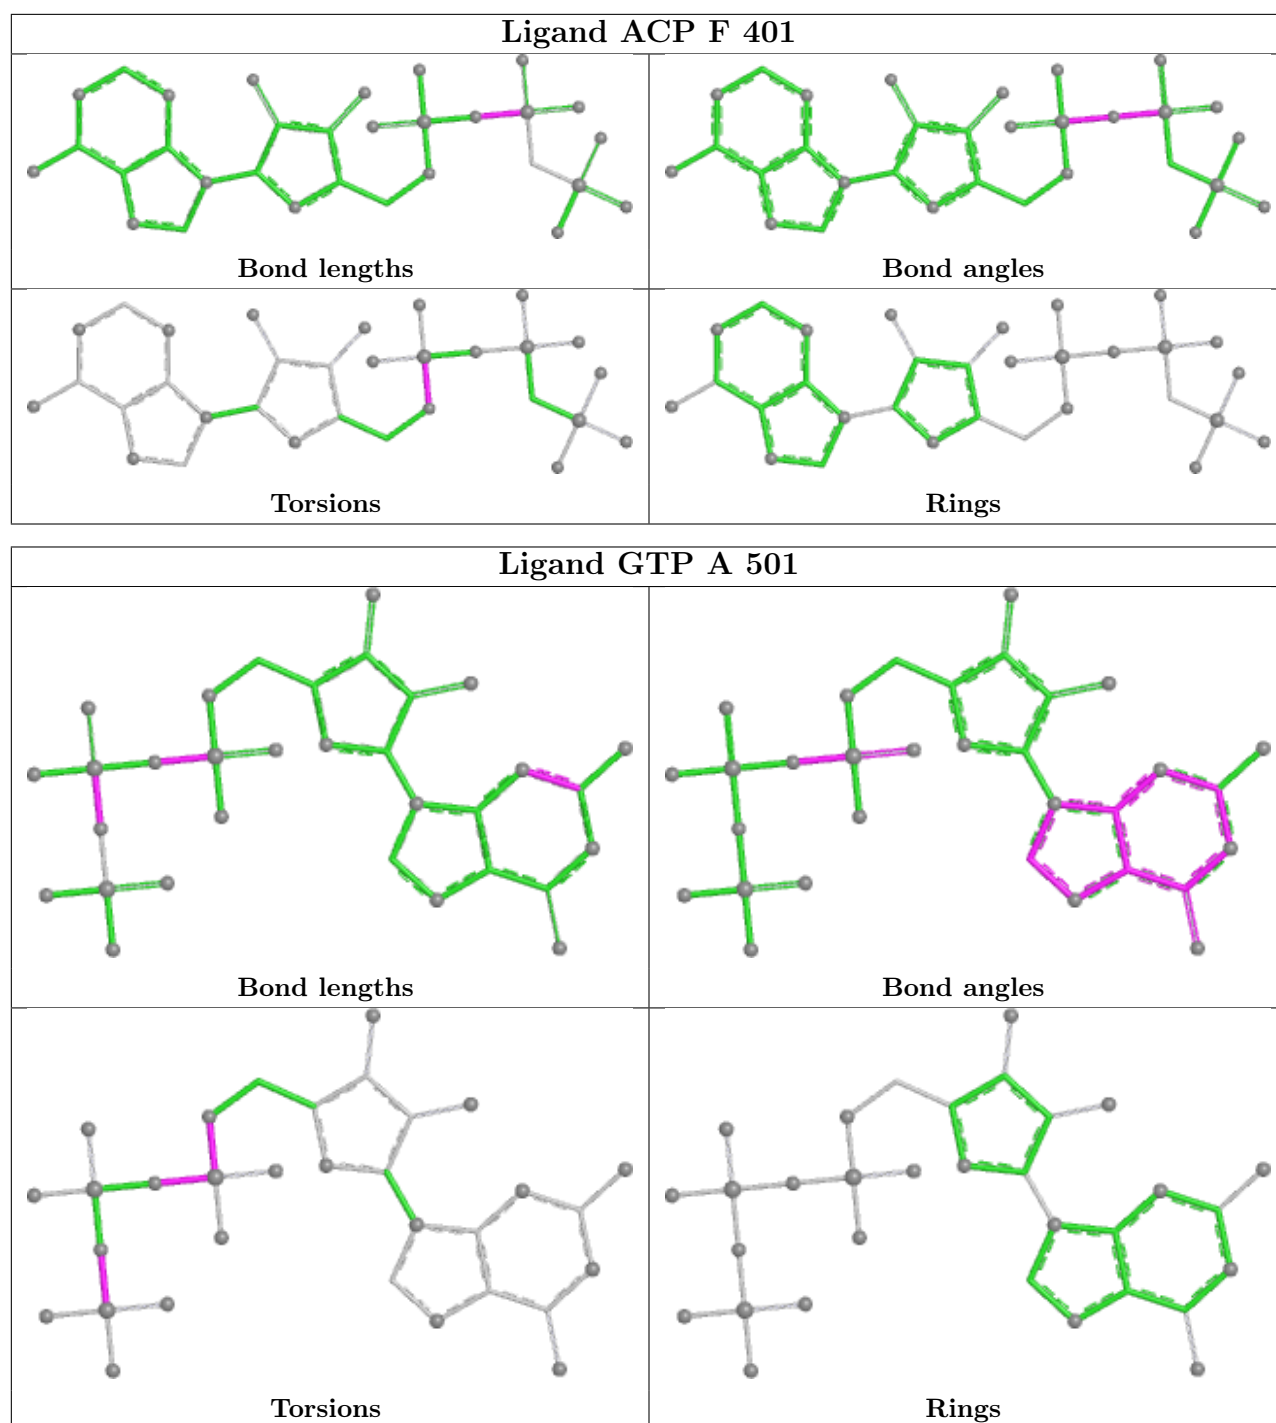 Ligand ACP F 401
Bond lengths
Bond angles
Torsions
Rings
Ligand GTP A 501
Bond lengths
Bond angles
Torsions
Rings